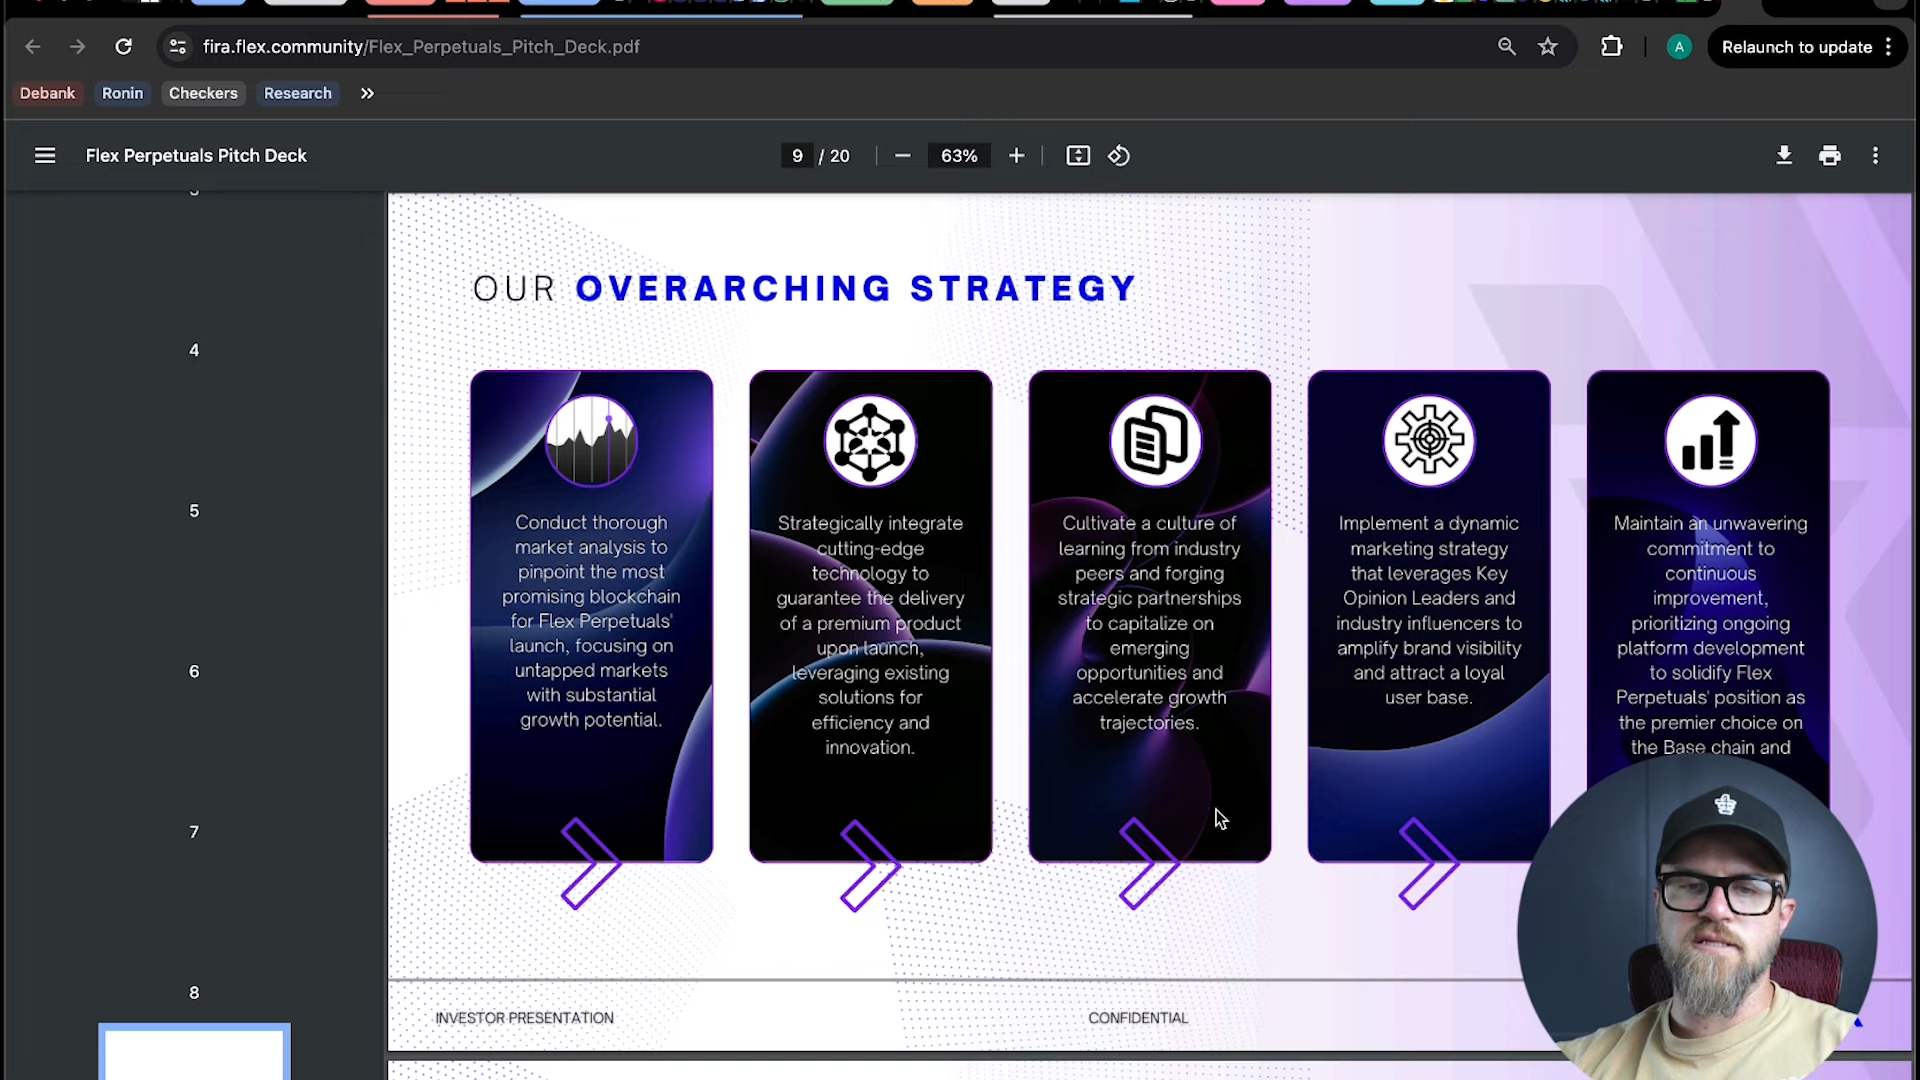 fira.flex.community/Flex_Perpetuals_Pitch_Deck.pdf
A
Relaunch to update
Debank
Ronin
Checkers
Research
Flex Perpetuals Pitch Deck
9 / 20
63%
4
5
6
7
8
OUR OVERARCHING STRATEGY
Conduct thorough
market analysis to
pinpoint the most
promising blockchain
for Flex Perpetuals'
launch, focusing on
untapped markets
with substantial
growth potential.
Strategically integrate
cutting-edge
technology to
guarantee the delivery
of a premium product
upon launch,
leveraging existing
solutions for
efficiency and
innovation.
Cultivate a culture of
learning from industry
peers and forging
strategic partnerships
to capitalize on
emerging
opportunities and
accelerate growth
trajectories.
Implement a dynamic
marketing strategy
that leverages Key
Opinion Leaders and
industry influencers to
amplify brand visibility
and attract a loyal
user base.
Maintain an unwavering
commitment to
continuous
improvement,
prioritizing ongoing
platform development
to solidify Flex
Perpetuals' position as
the premier choice on
the Base chain and
INVESTOR PRESENTATION
CONFIDENTIAL